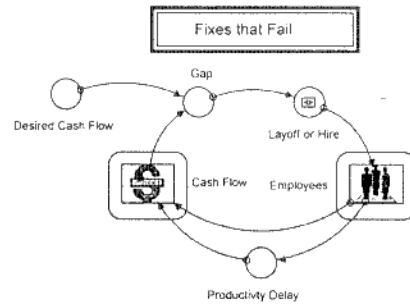 Fixes that Fail
Gap
Desired Cash Flow
Layoff or Hire
Cash Flow
Employees
Productivity Delay